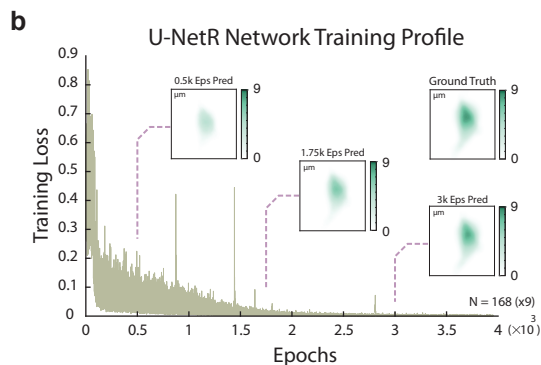 b
U-NetR Network Training Profile
0.9
0.8
0.7
0.6
0.5
0.4
0.3
0.2
0.1
0
Training Loss
0.5k Eps Pred
µm
9
0
1.75k Eps Pred
µm
9
0
Ground Truth
µm
9
0
3k Eps Pred
µm
9
0
N = 168 (x9)
0 0.5 1 1.5 2 2.5 3 3.5 4 (×10³)
Epochs